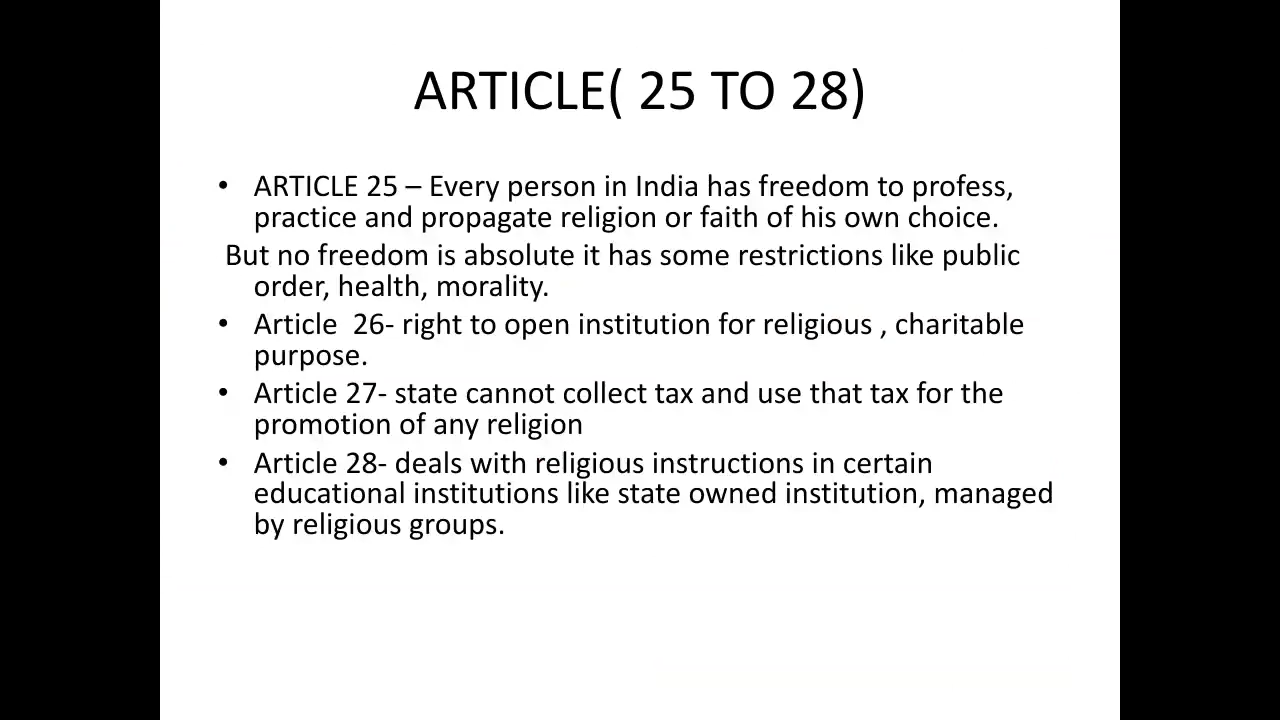 ARTICLE( 25 TO 28)
• ARTICLE 25 – Every person in India has freedom to profess,
practice and propagate religion or faith of his own choice.
But no freedom is absolute it has some restrictions like public
order, health, morality.
• Article  26- right to open institution for religious , charitable
purpose.
• Article 27- state cannot collect tax and use that tax for the
promotion of any religion
• Article 28- deals with religious instructions in certain
educational institutions like state owned institution, managed
by religious groups.